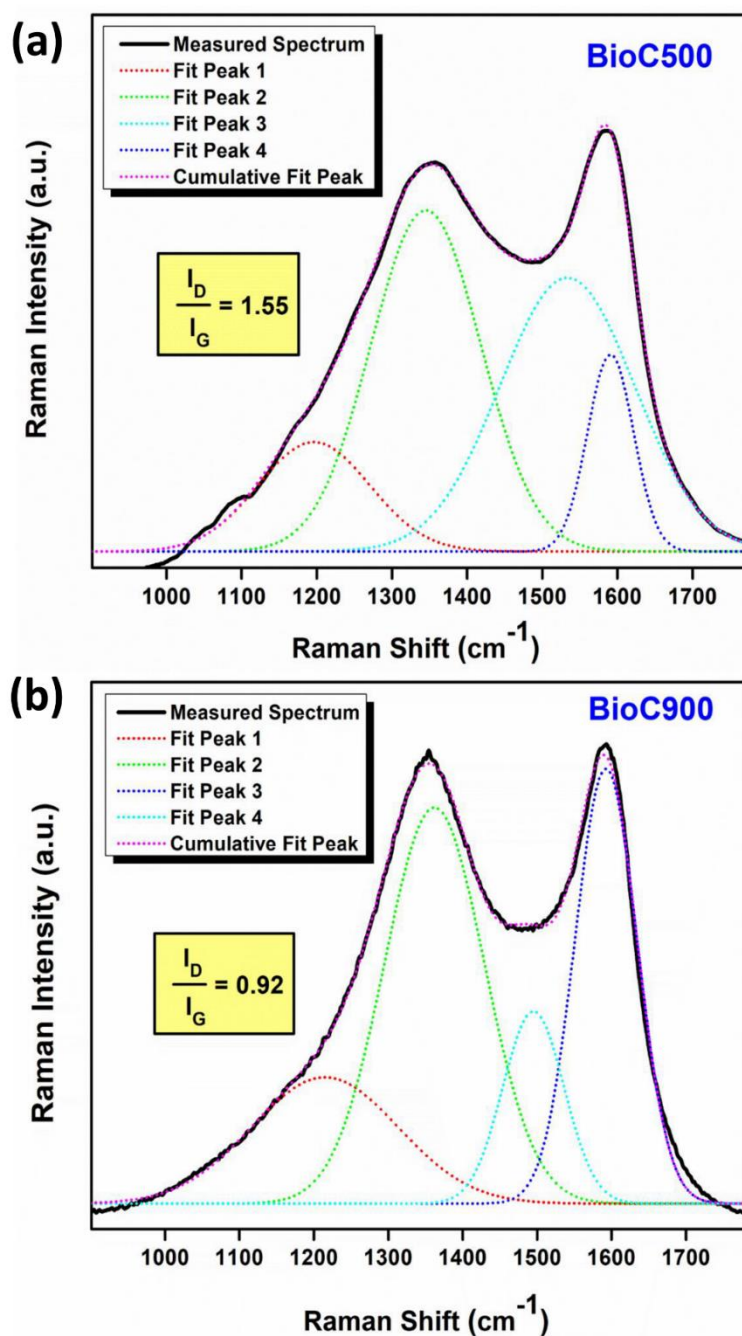 (a)
Measured Spectrum
Fit Peak 1
Fit Peak 2
Fit Peak 3
Fit Peak 4
Cumulative Fit Peak
BioC500
I_D
I_G
= 1.55
Raman Intensity (a.u.)
1000 1100 1200 1300 1400 1500 1600 1700
Raman Shift (cm⁻¹)
(b)
Measured Spectrum
Fit Peak 1
Fit Peak 2
Fit Peak 3
Fit Peak 4
Cumulative Fit Peak
BioC900
I_D
I_G
= 0.92
Raman Intensity (a.u.)
1000 1100 1200 1300 1400 1500 1600 1700
Raman Shift (cm⁻¹)